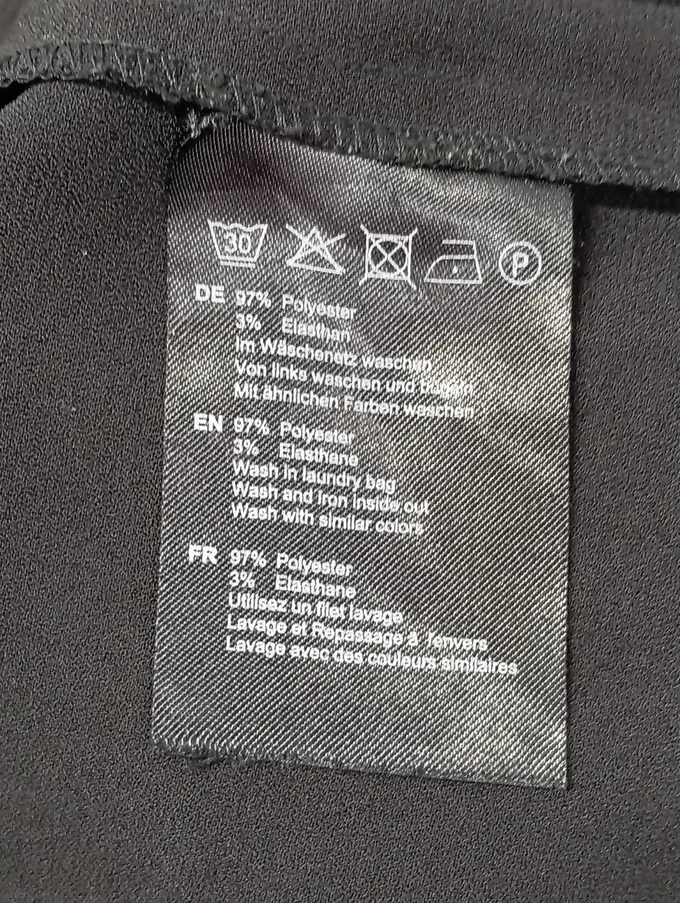 30 P
DE 97% Polyester
3% Elasthan
Im Wäschenetz waschen
Von links waschen und bügeln
Mit ähnlichen Farben waschen
EN 97% Polyester
3% Elasthane
Wash in laundry bag
Wash and Iron inside out
Wash with similar colors
FR 97% Polyester
3% Elasthane
Utilisez un filet lavage
Lavage et Repassage à l'envers
Lavage avec des couleurs similaires